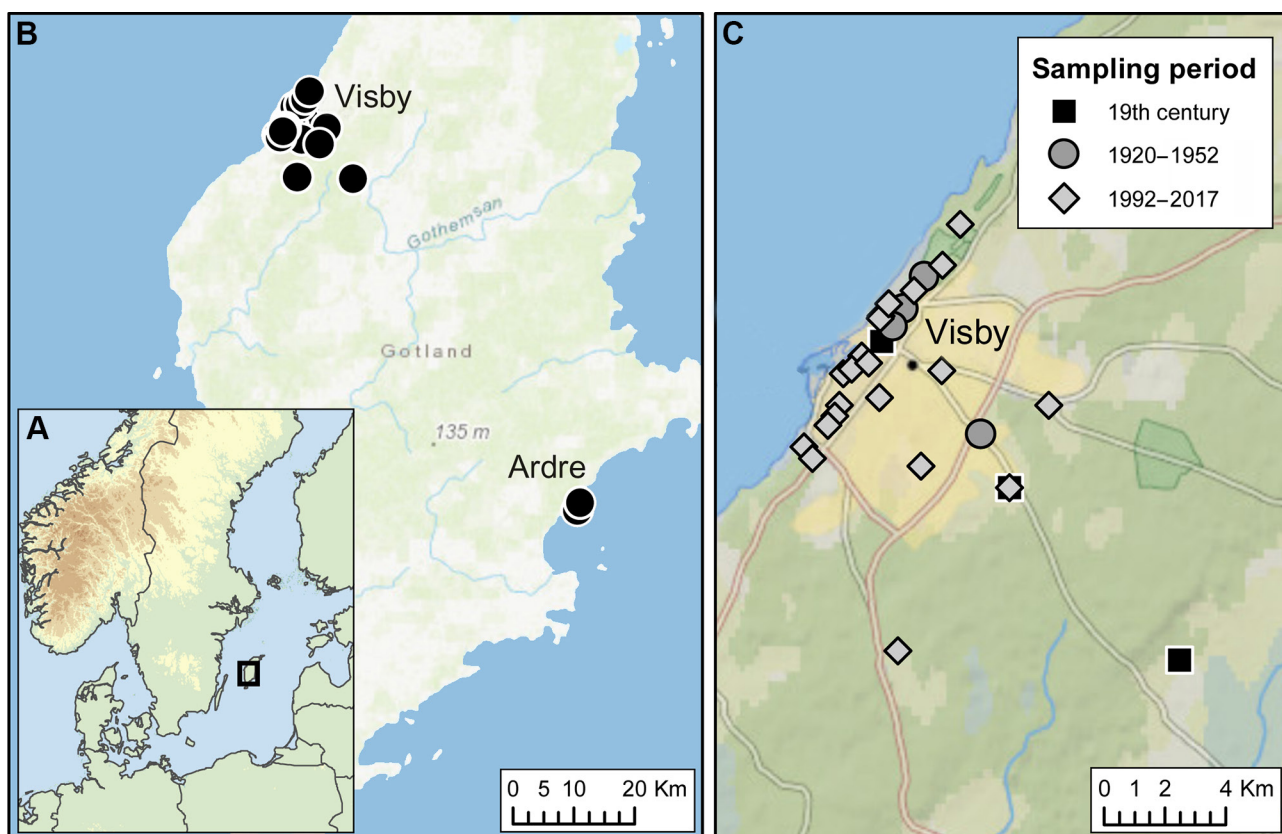 B
Visby
Gothemsan
Gotland
135 m
Ardre
0 5 10 20 Km
A
C
Sampling period
19th century
1920–1952
1992–2017
Visby
0 1 2 4 Km